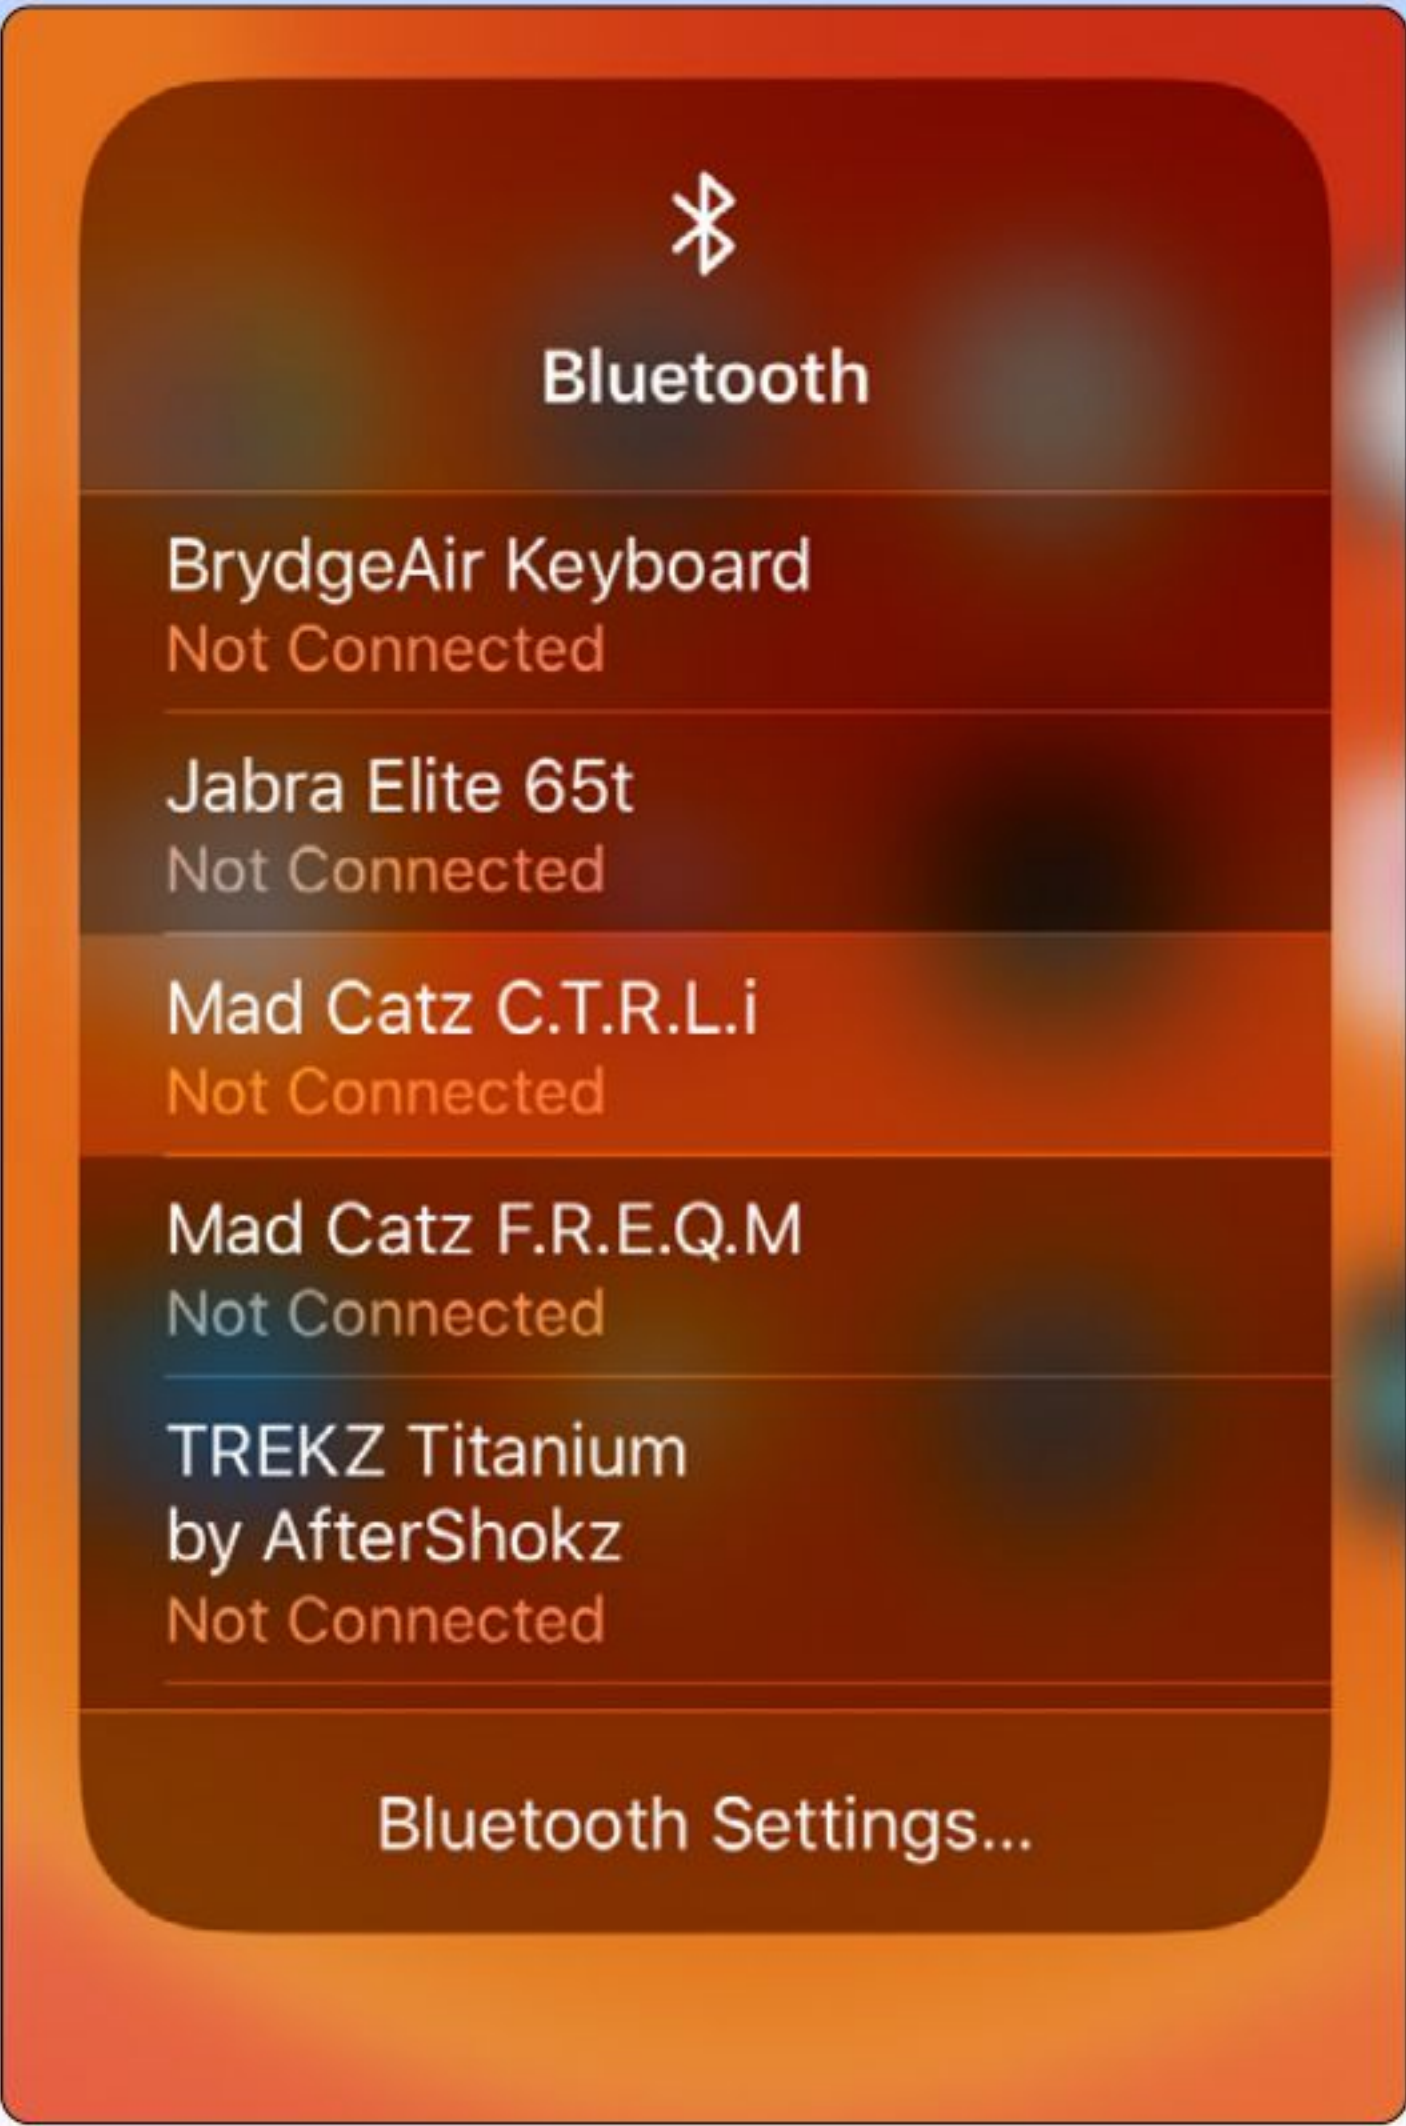 Bluetooth
BrydgeAir Keyboard
Not Connected
Jabra Elite 65t
Not Connected
Mad Catz C.T.R.L.i
Not Connected
Mad Catz F.R.E.Q.M
Not Connected
TREKZ Titanium
by AfterShokz
Not Connected
Bluetooth Settings...